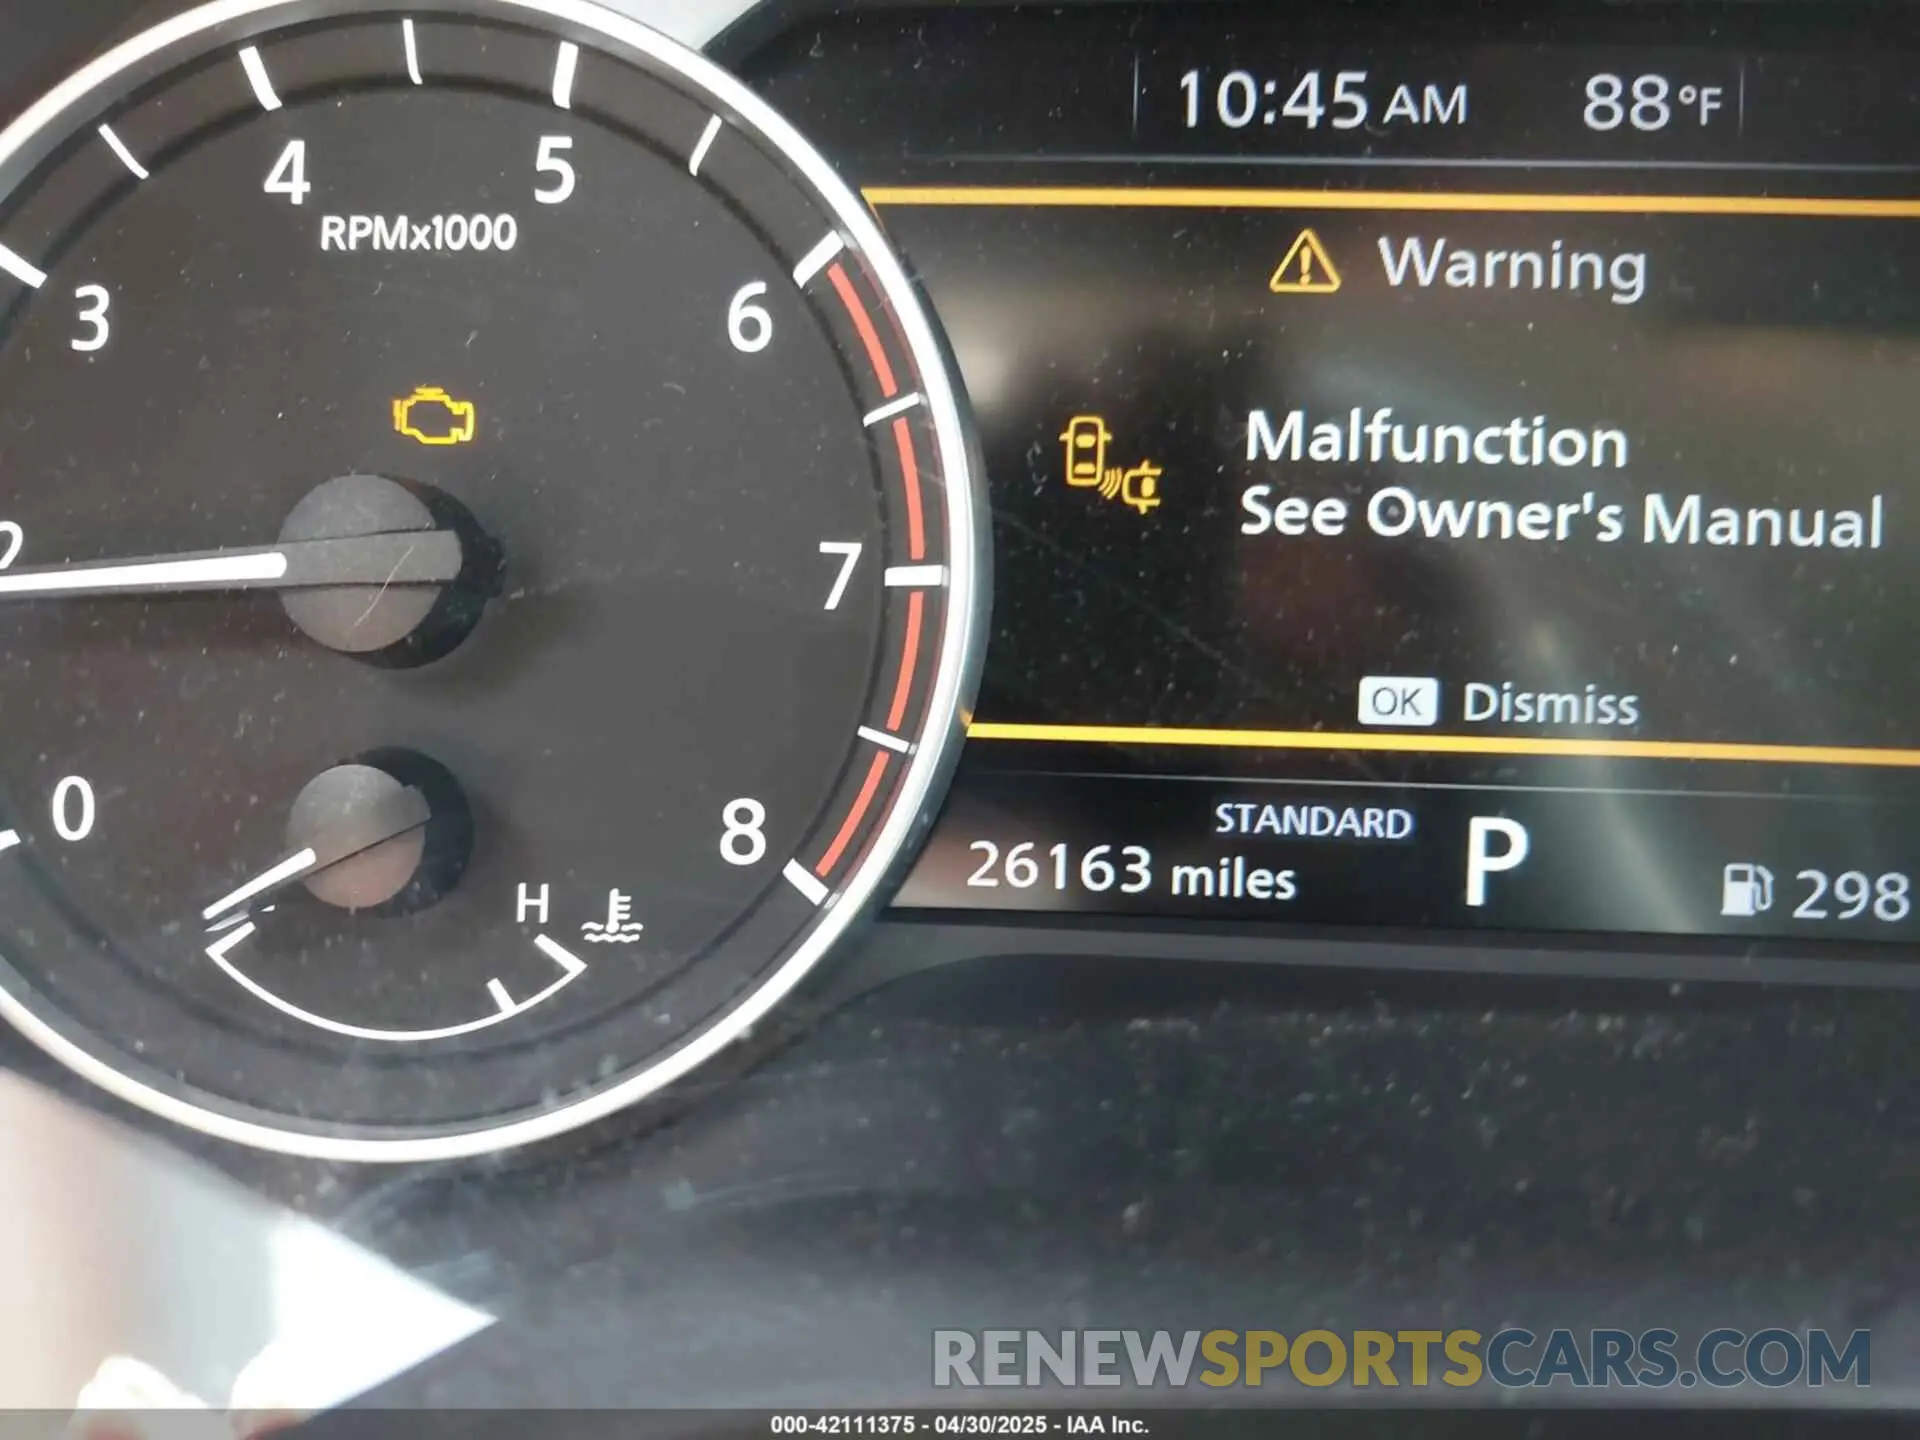 10:45 AM 88°F
4 5
RPMx1000
Warning
3 6
Malfunction
See Owner's Manual
2 7
OK Dismiss
0 8
STANDARD P
26163 miles 298
H
RENEWSPORTSCARS.COM
000-42111375 - 04/30/2025 - IAA Inc.